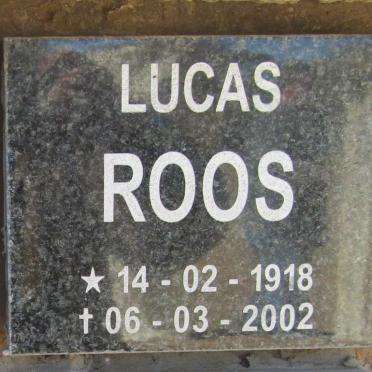 LUCAS
ROOS
★ 14 - 02 - 1918
† 06 - 03 - 2002